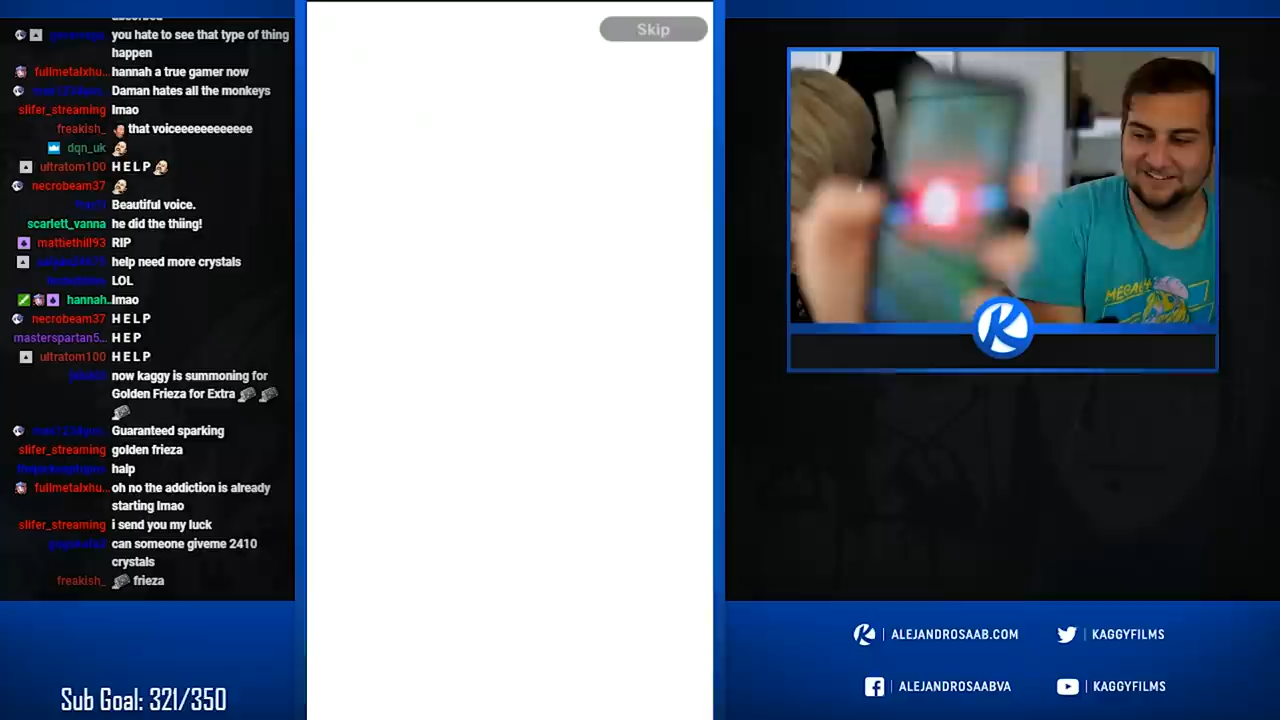 you hate to see that type of thing
happen
fullmetalxhu... hannah a true gamer now
Daman hates all the monkeys
slifer_streaming lmao
freakish_ that voiceeeeeeeeeeee
dqn_uk
ultratom100 H E L P
necrobeam37
Beautiful voice.
scarlett_vanna he did the thiing!
mattiethill93 RIP
help need more crystals
LOL
hannah... lmao
necrobeam37 H E L P
masterspartan5... H E P
ultratom100 H E L P
now kaggy is summoning for
Golden Frieza for Extra
Guaranteed sparking
slifer_streaming golden frieza
halp
fullmetalxhu... oh no the addiction is already
starting lmao
slifer_streaming i send you my luck
can someone giveme 2410
crystals
freakish_ frieza
Sub Goal: 321/350
Skip
MEGA
ALEJANDROSAAB.COM
KAGGYFILMS
ALEJANDROSAABVA
KAGGYFILMS